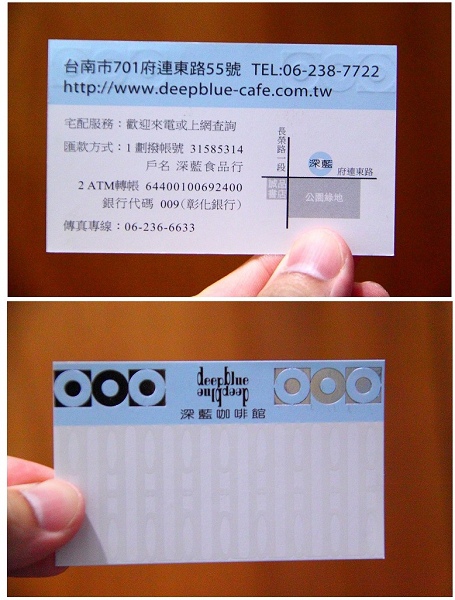 台南市701府連東路55號 TEL:06-238-7722
http://www.deepblue-cafe.com.tw
宅配服務：歡迎來電或上網查詢
匯款方式：1 劃撥帳號 31585314
戶名 深藍食品行
2 ATM轉帳 64400100692400
銀行代碼 009(彰化銀行)
傳真專線：06-236-6633
長榮路一段
深藍
府連東路
誠品書店
公園綠地
deepblue
deepblue
深藍咖啡館